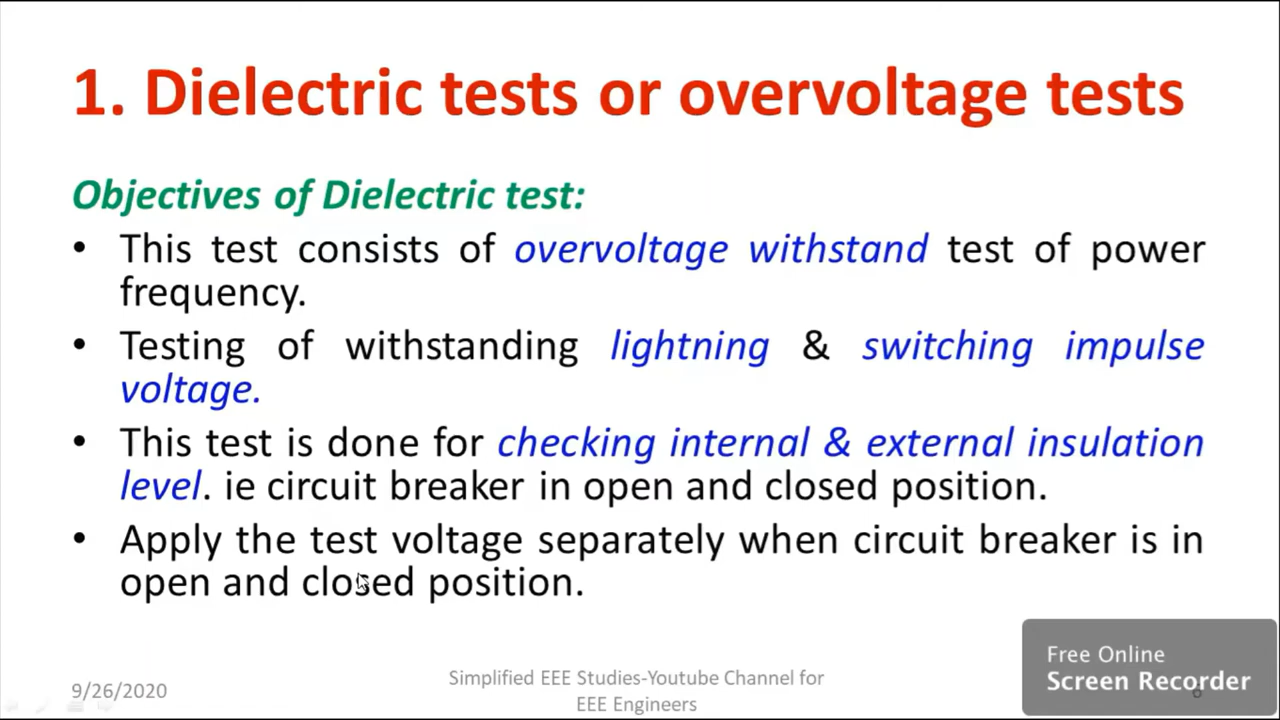 1. Dielectric tests or overvoltage tests
Objectives of Dielectric test:
• This test consists of overvoltage withstand test of power
frequency.
• Testing of withstanding lightning & switching impulse
voltage.
• This test is done for checking internal & external insulation
level. ie circuit breaker in open and closed position.
• Apply the test voltage separately when circuit breaker is in
open and closed position.
9/26/2020
Simplified EEE Studies-Youtube Channel for
EEE Engineers
Free Online
Screen Recorder